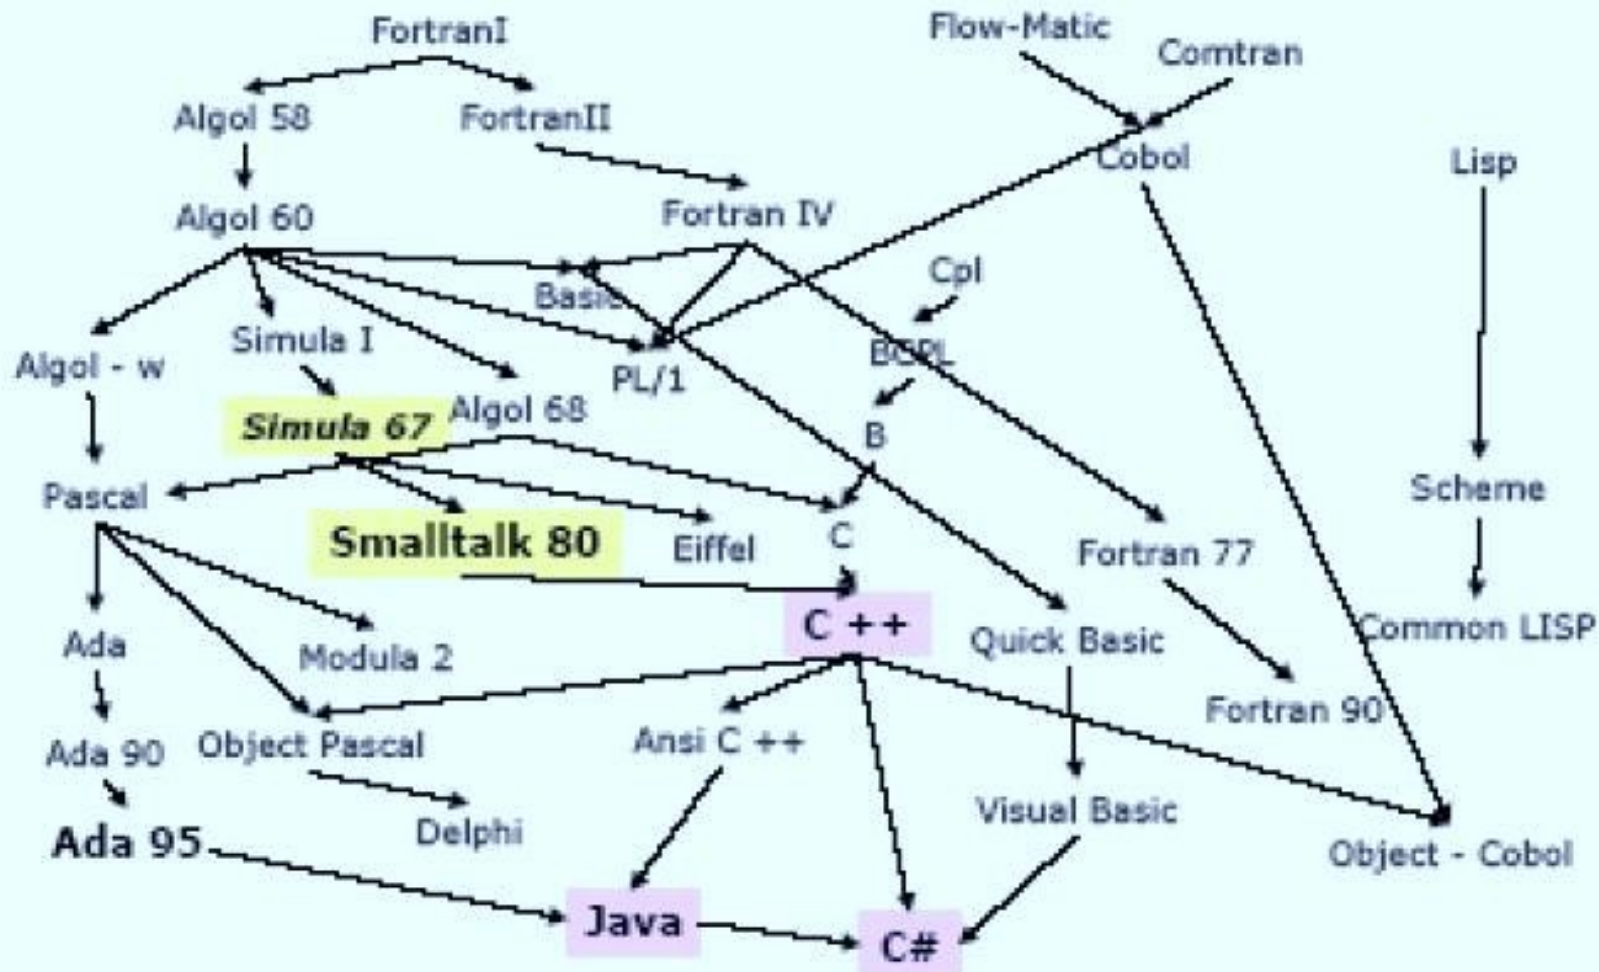 FortranI
Flow-Matic
Comtran
Algol 58
FortranII
Cobol
Lisp
Algol 60
Fortran IV
Cpl
Basic
Simula I
BCPL
Algol - w
PL/1
Simula 67
Algol 68
B
Pascal
Scheme
Smalltalk 80
Eiffel
C
Fortran 77
C ++
Quick Basic
Common LISP
Ada
Modula 2
Fortran 90
Ada 90
Object Pascal
Ansi C ++
Visual Basic
Delphi
Ada 95
Object - Cobol
Java
C#